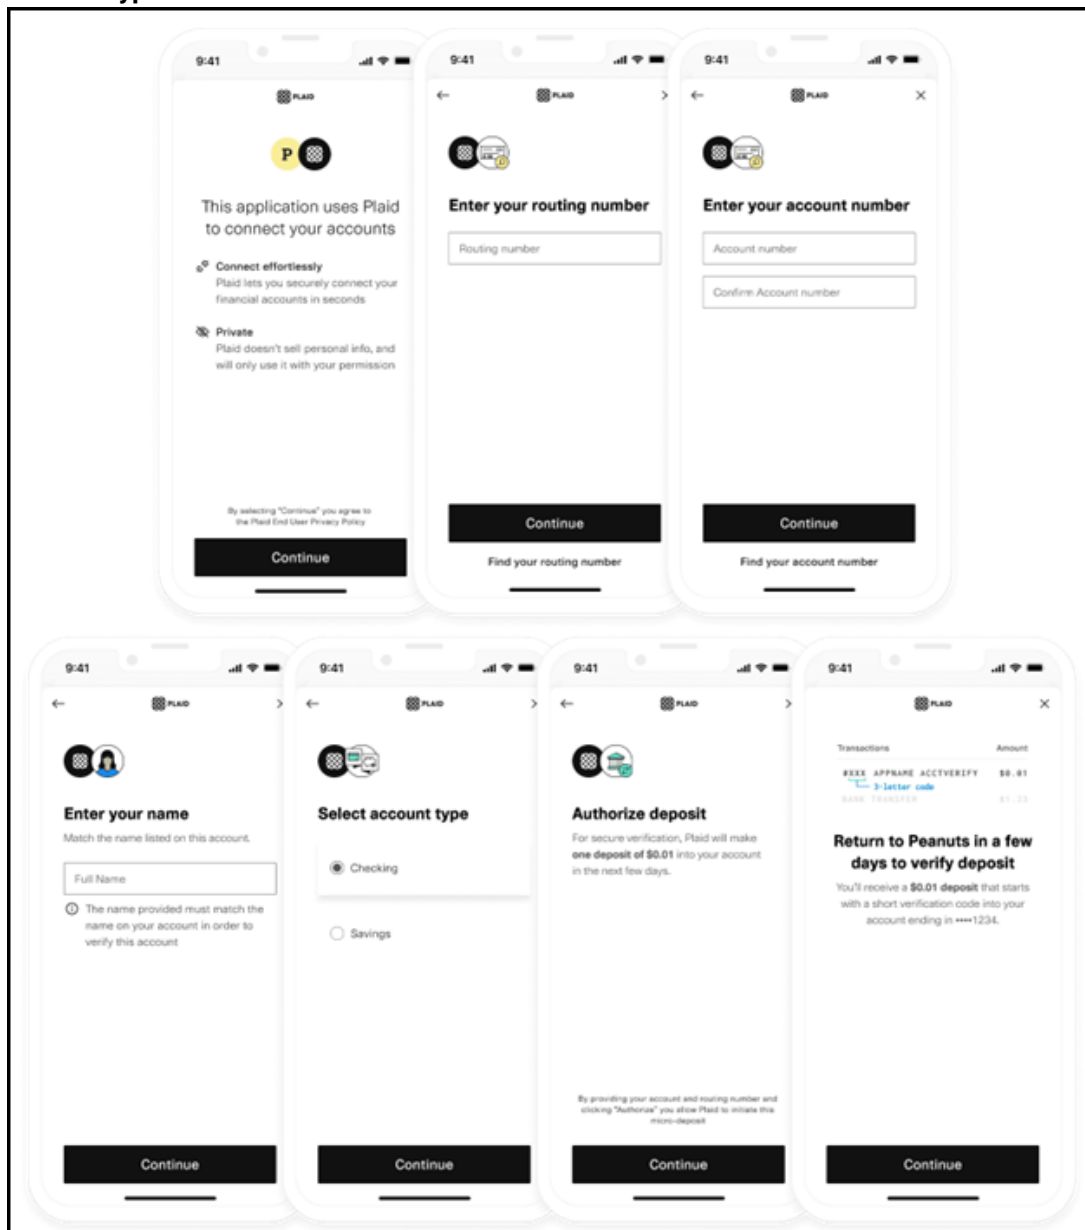 9:41
PLAID
P
This application uses Plaid
to connect your accounts
Connect effortlessly
Plaid lets you securely connect your
financial accounts in seconds
Private
Plaid doesn't sell personal info, and
will only use it with your permission
By selecting "Continue" you agree to
the Plaid End User Privacy Policy
Continue
9:41
PLAID
Enter your routing number
Routing number
Continue
Find your routing number
9:41
PLAID
Enter your account number
Account number
Confirm Account number
Continue
Find your account number
9:41
PLAID
Enter your name
Match the name listed on this account.
Full Name
The name provided must match the
name on your account in order to
verify this account
Continue
9:41
PLAID
Select account type
Checking
Savings
Continue
9:41
PLAID
Authorize deposit
For secure verification, Plaid will make
one deposit of $0.01 into your account
in the next few days.
By providing your account and routing number and
clicking "Authorize" you allow Plaid to initiate this
micro-deposit
Continue
9:41
PLAID
Transactions Amount
#XXX APPNAME ACCTVERIFY $0.01
3-letter code
BANK TRANSFER
Return to Peanuts in a few
days to verify deposit
You'll receive a $0.01 deposit that starts
with a short verification code into your
account ending in ••••1234.
Continue